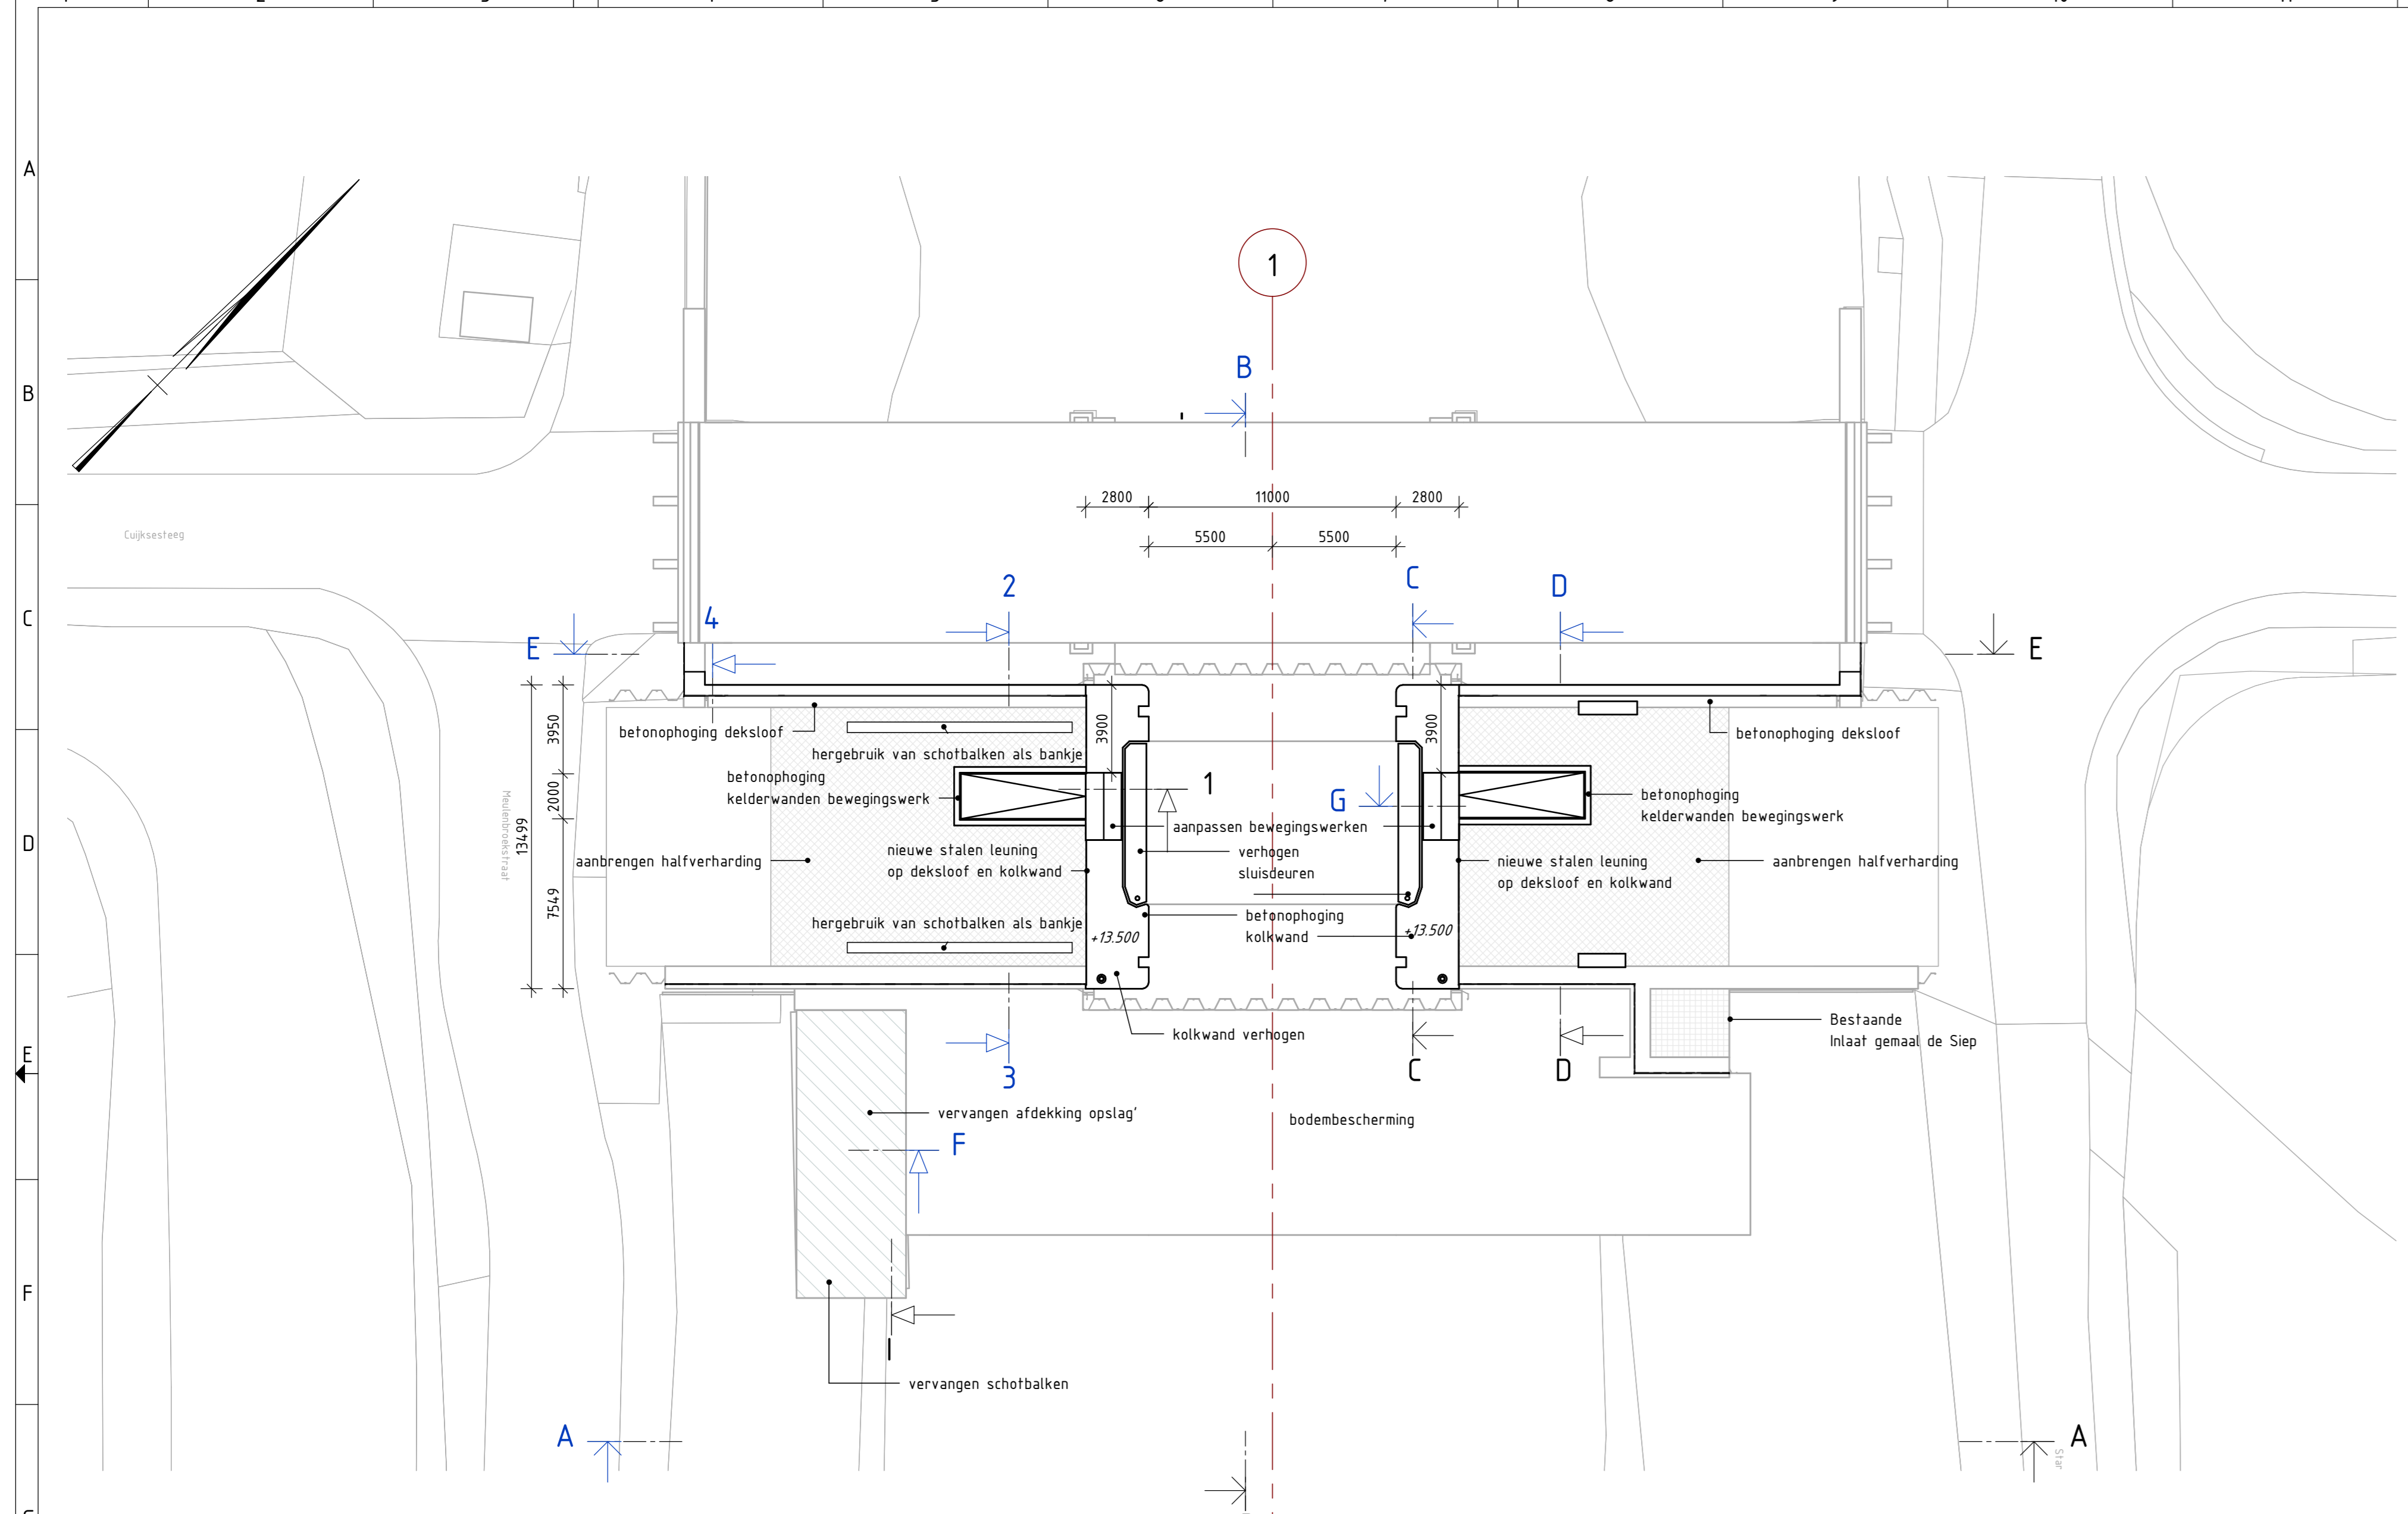 A
1
B
B
2800
11000
2800
5500
5500
Cuijksesteeg
2
C
D
C
4
E
E
3950
3900
3900
betonophoging deksloof
betonophoging deksloof
hergebruik van schotbalken als bankje
betonophoging
kelderwanden bewegingswerk
1
G
betonophoging
kelderwanden bewegingswerk
2000
13499
Meulenbroekstraat
D
aanpassen bewegingswerken
nieuwe stalen leuning
op deksloof en kolkwand
verhogen
sluisdeuren
aanbrengen halfverharding
nieuwe stalen leuning
op deksloof en kolkwand
aanbrengen halfverharding
7549
hergebruik van schotbalken als bankje
betonophoging
kolkwand
+13.500
+13.500
kolkwand verhogen
Bestaande
Inlaat gemaal de Siep
E
3
C
D
vervangen afdekking opslag'
bodembescherming
F
F
I
vervangen schotbalken
A
A
Star